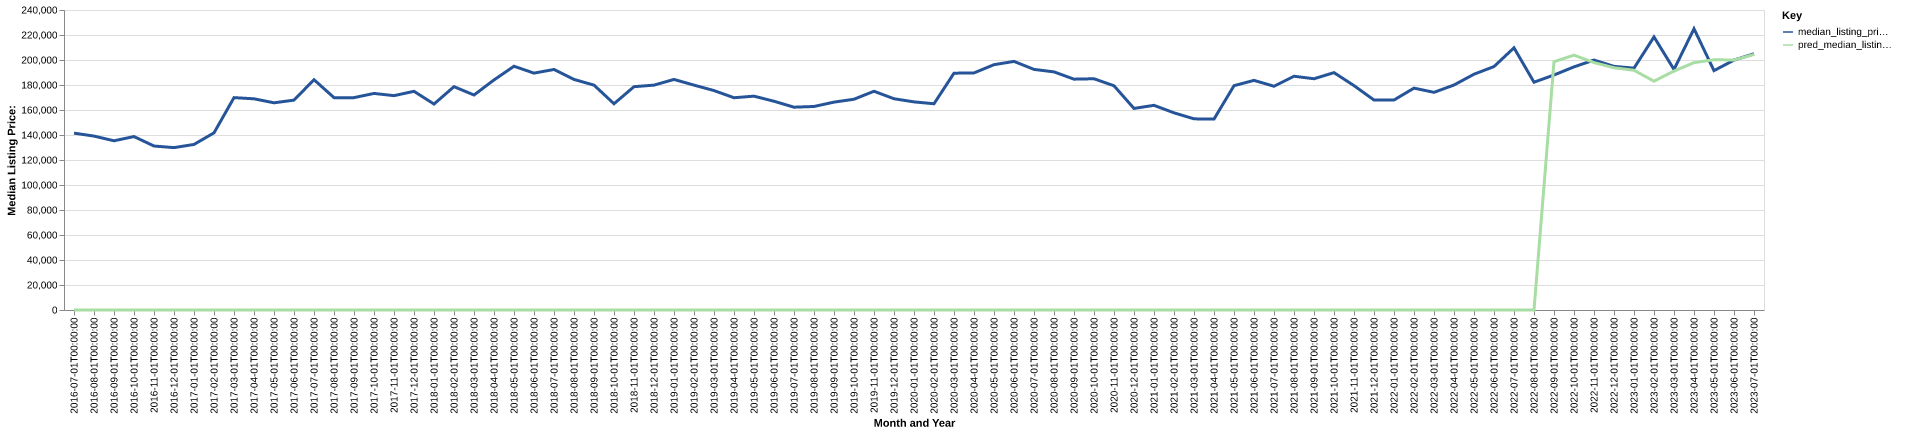 240,000
220,000
200,000
180,000
160,000
140,000
120,000
100,000
80,000
60,000
40,000
20,000
0
Median Listing Price:
2016-07-01T00:00:00
2016-08-01T00:00:00
2016-09-01T00:00:00
2016-10-01T00:00:00
2016-11-01T00:00:00
2016-12-01T00:00:00
2017-01-01T00:00:00
2017-02-01T00:00:00
2017-03-01T00:00:00
2017-04-01T00:00:00
2017-05-01T00:00:00
2017-06-01T00:00:00
2017-07-01T00:00:00
2017-08-01T00:00:00
2017-09-01T00:00:00
2017-10-01T00:00:00
2017-11-01T00:00:00
2017-12-01T00:00:00
2018-01-01T00:00:00
2018-02-01T00:00:00
2018-03-01T00:00:00
2018-04-01T00:00:00
2018-05-01T00:00:00
2018-06-01T00:00:00
2018-07-01T00:00:00
2018-08-01T00:00:00
2018-09-01T00:00:00
2018-10-01T00:00:00
2018-11-01T00:00:00
2018-12-01T00:00:00
2019-01-01T00:00:00
2019-02-01T00:00:00
2019-03-01T00:00:00
2019-04-01T00:00:00
2019-05-01T00:00:00
2019-06-01T00:00:00
2019-07-01T00:00:00
2019-08-01T00:00:00
2019-09-01T00:00:00
2019-10-01T00:00:00
2019-11-01T00:00:00
2019-12-01T00:00:00
2020-01-01T00:00:00
2020-02-01T00:00:00
2020-03-01T00:00:00
2020-04-01T00:00:00
2020-05-01T00:00:00
2020-06-01T00:00:00
2020-07-01T00:00:00
2020-08-01T00:00:00
2020-09-01T00:00:00
2020-10-01T00:00:00
2020-11-01T00:00:00
2020-12-01T00:00:00
2021-01-01T00:00:00
2021-02-01T00:00:00
2021-03-01T00:00:00
2021-04-01T00:00:00
2021-05-01T00:00:00
2021-06-01T00:00:00
2021-07-01T00:00:00
2021-08-01T00:00:00
2021-09-01T00:00:00
2021-10-01T00:00:00
2021-11-01T00:00:00
2021-12-01T00:00:00
2022-01-01T00:00:00
2022-02-01T00:00:00
2022-03-01T00:00:00
2022-04-01T00:00:00
2022-05-01T00:00:00
2022-06-01T00:00:00
2022-07-01T00:00:00
2022-08-01T00:00:00
2022-09-01T00:00:00
2022-10-01T00:00:00
2022-11-01T00:00:00
2022-12-01T00:00:00
2023-01-01T00:00:00
2023-02-01T00:00:00
2023-03-01T00:00:00
2023-04-01T00:00:00
2023-05-01T00:00:00
2023-06-01T00:00:00
2023-07-01T00:00:00
Month and Year
Key
median_listing_pri…
pred_median_listin…